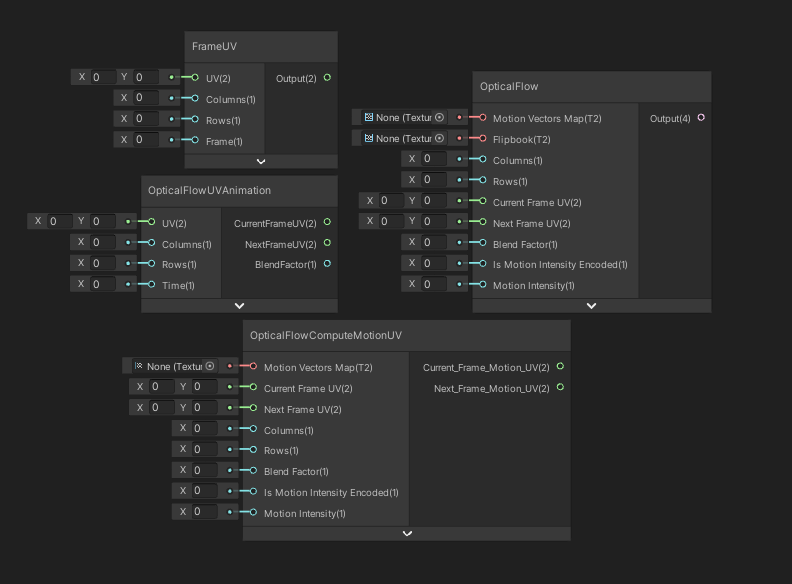 FrameUV
X 0 Y 0 UV(2) Output(2)
X 0 Columns(1)
X 0 Rows(1)
X 0 Frame(1)
OpticalFlow
None (Textur Motion Vectors Map(T2) Output(4)
None (Textur Flipbook(T2)
X 0 Columns(1)
X 0 Rows(1)
X 0 Y 0 Current Frame UV(2)
X 0 Y 0 Next Frame UV(2)
X 0 Blend Factor(1)
X 0 Is Motion Intensity Encoded(1)
X 0 Motion Intensity(1)
OpticalFlowUVAnimation
X 0 Y 0 UV(2) CurrentFrameUV(2)
X 0 Columns(1) NextFrameUV(2)
X 0 Rows(1) BlendFactor(1)
X 0 Time(1)
OpticalFlowComputeMotionUV
None (Textur Motion Vectors Map(T2) Current_Frame_Motion_UV(2)
X 0 Y 0 Current Frame UV(2) Next_Frame_Motion_UV(2)
X 0 Y 0 Next Frame UV(2)
X 0 Columns(1)
X 0 Rows(1)
X 0 Blend Factor(1)
X 0 Is Motion Intensity Encoded(1)
X 0 Motion Intensity(1)